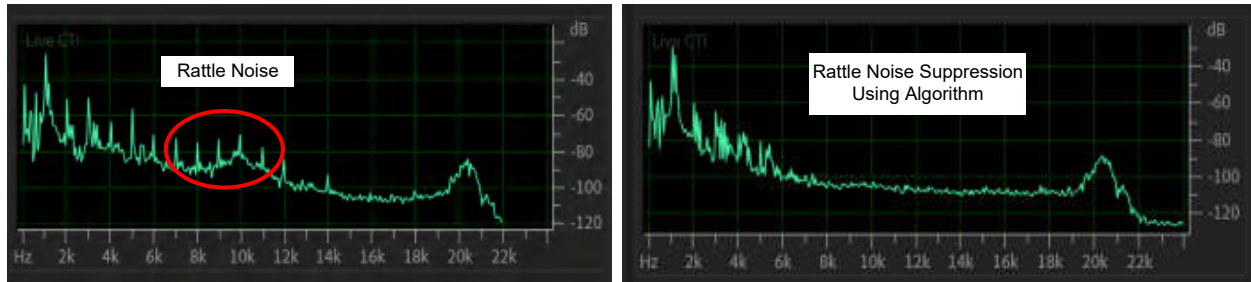 Live CTI
dB
Rattle Noise
-40
-60
-80
-100
-120
Hz 2k 4k 6k 8k 10k 12k 14k 16k 18k 20k 22k
Live CTI
dB
Rattle Noise Suppression
Using Algorithm
-40
-60
-80
-100
-120
Hz 2k 4k 6k 8k 10k 12k 14k 16k 18k 20k 22k